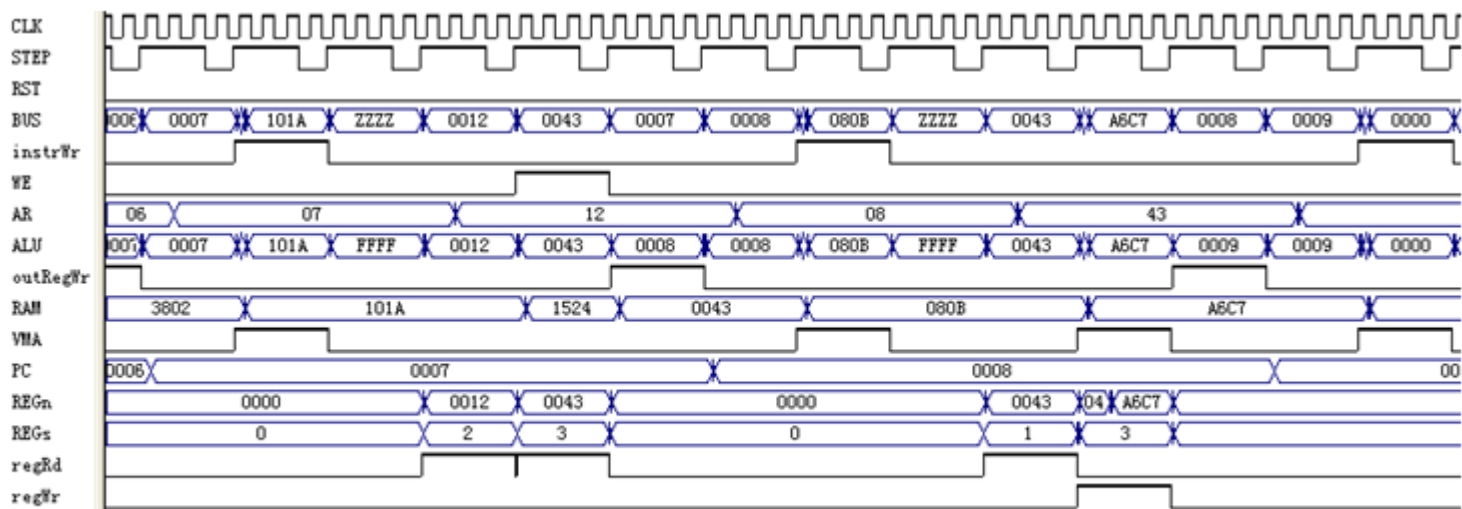 CLK
STEP
RST
BUS 0006 0007 101A ZZZZ 0012 0043 0007 0008 080B ZZZZ 0043 A6C7 0008 0009 0000
instrWr
WE
AR 06 07 12 08 43
ALU 0007 0007 101A FFFF 0012 0043 0008 0008 080B FFFF 0043 A6C7 0009 0009 0000
outRegWr
RAM 3802 101A 1524 0043 080B A6C7
VMA
PC 0006 0007 0008 00
REGn 0000 0012 0043 0000 0043 04 A6C7
REGs 0 2 3 0 1 3
regRd
regWr